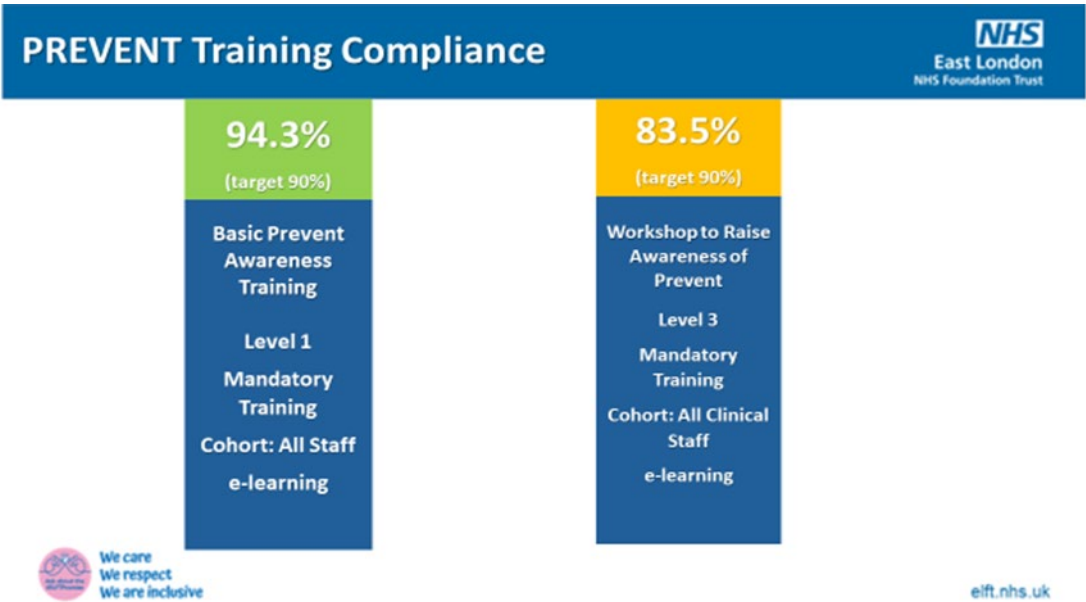 PREVENT Training Compliance
NHS
East London
NHS Foundation Trust
94.3%
(target 90%)
Basic Prevent
Awareness
Training
Level 1
Mandatory
Training
Cohort: All Staff
e-learning
83.5%
(target 90%)
Workshop to Raise
Awareness of
Prevent
Level 3
Mandatory
Training
Cohort: All Clinical
Staff
e-learning
We care
We respect
We are inclusive
elft.nhs.uk